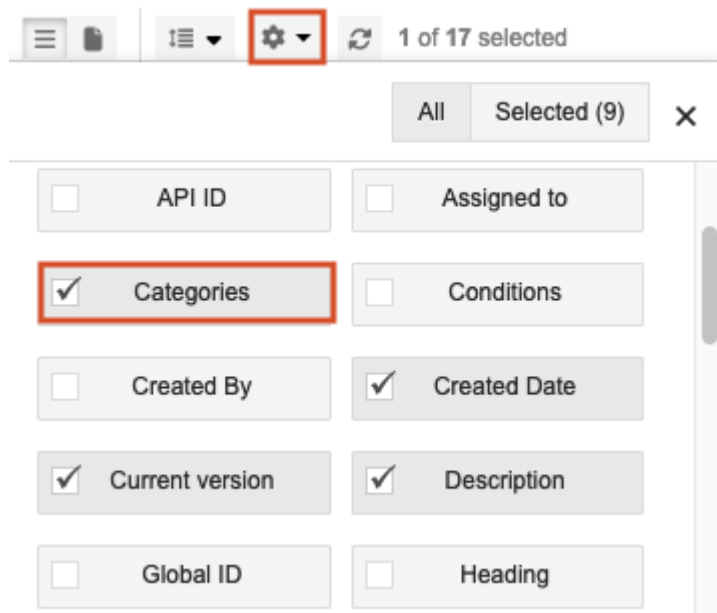 1 of 17 selected
All Selected (9)
API ID Assigned to
Categories Conditions
Created By Created Date
Current version Description
Global ID Heading